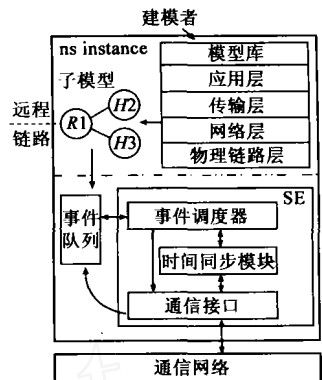 建模者
ns instance
模型库
子模型
应用层
H2
传输层
远程
R1
网络层
链路
H3
物理链路层
SE
事件
队列
事件调度器
时间同步模块
通信接口
通信网络